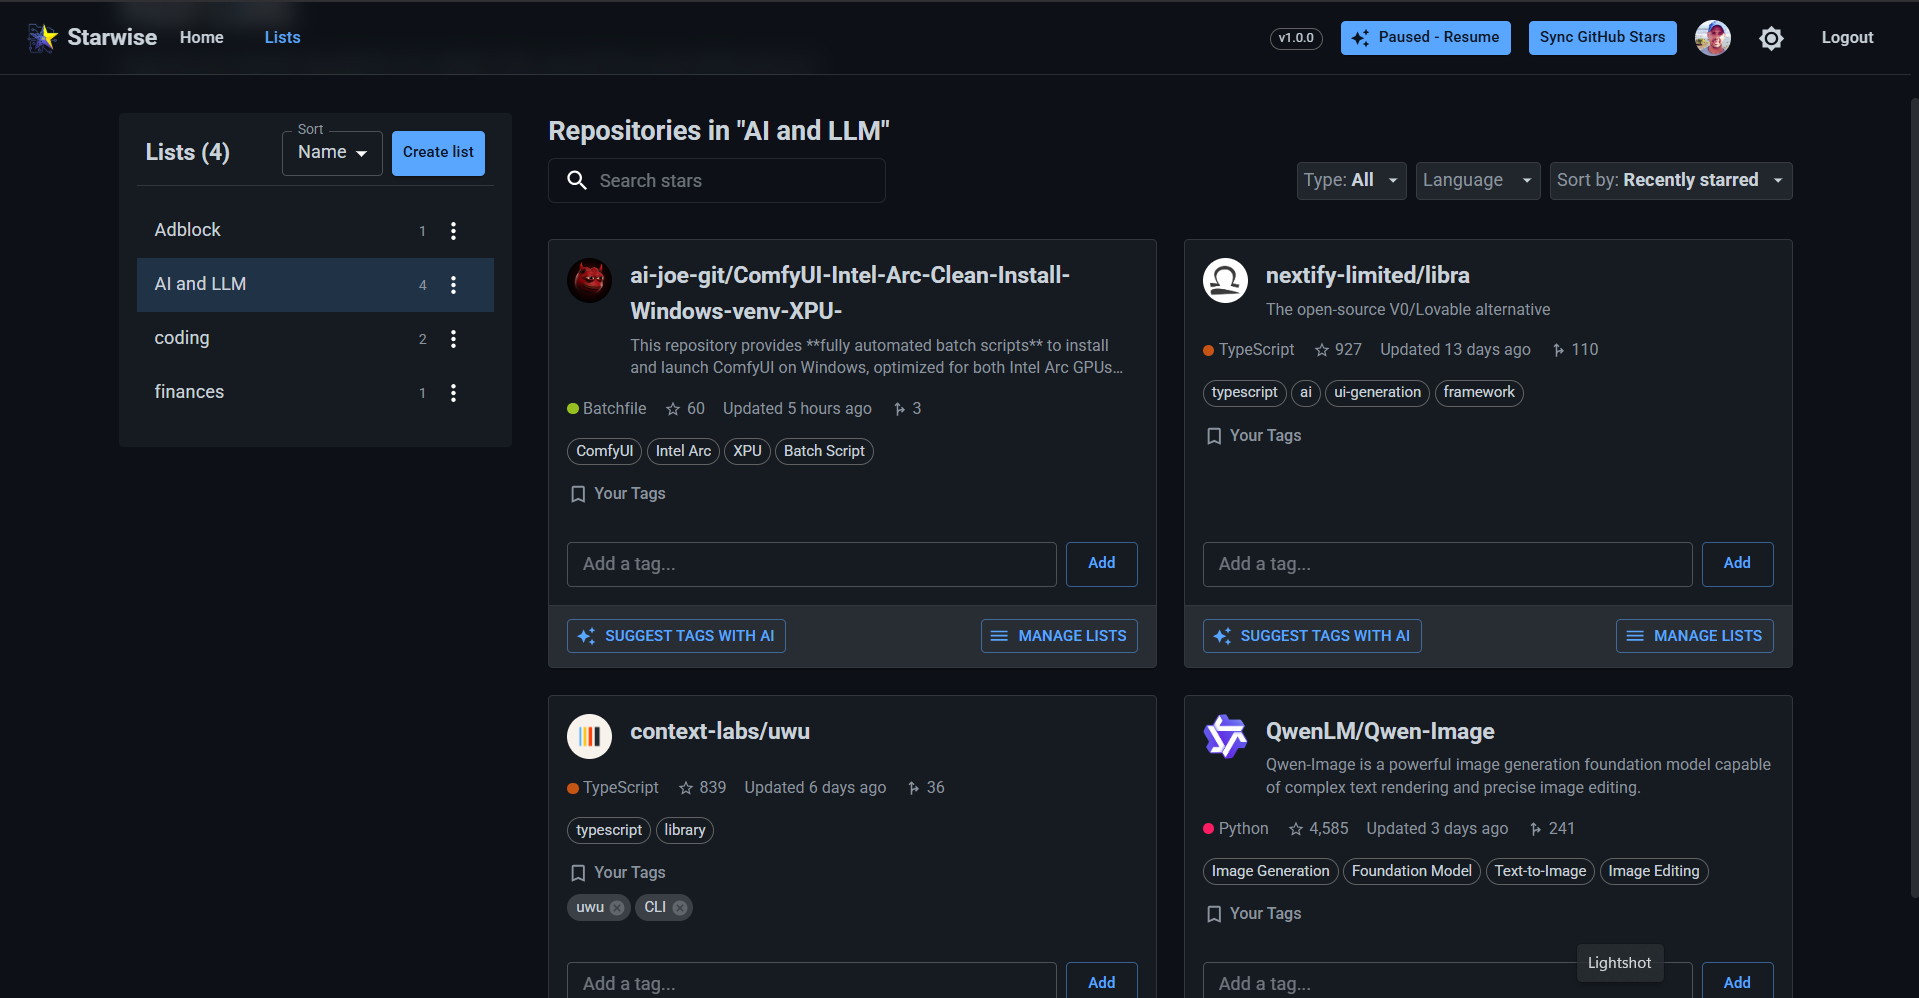 Starwise
Home
Lists
v1.0.0
Paused - Resume
Sync GitHub Stars
Logout
Lists (4)
Sort
Name
Create list
Adblock
1
AI and LLM
4
coding
2
finances
1
Repositories in "AI and LLM"
Search stars
Type: All
Language
Sort by: Recently starred
ai-joe-git/ComfyUI-Intel-Arc-Clean-Install-
Windows-venv-XPU-
This repository provides **fully automated batch scripts** to install
and launch ComfyUI on Windows, optimized for both Intel Arc GPUs…
Batchfile
60
Updated 5 hours ago
3
ComfyUI
Intel Arc
XPU
Batch Script
Your Tags
Add a tag...
Add
SUGGEST TAGS WITH AI
MANAGE LISTS
nextify-limited/libra
The open-source V0/Lovable alternative
TypeScript
927
Updated 13 days ago
110
typescript
ai
ui-generation
framework
Your Tags
Add a tag...
Add
SUGGEST TAGS WITH AI
MANAGE LISTS
context-labs/uwu
TypeScript
839
Updated 6 days ago
36
typescript
library
Your Tags
uwu
CLI
Add a tag...
Add
QwenLM/Qwen-Image
Qwen-Image is a powerful image generation foundation model capable
of complex text rendering and precise image editing.
Python
4,585
Updated 3 days ago
241
Image Generation
Foundation Model
Text-to-Image
Image Editing
Your Tags
Lightshot
Add a tag...
Add